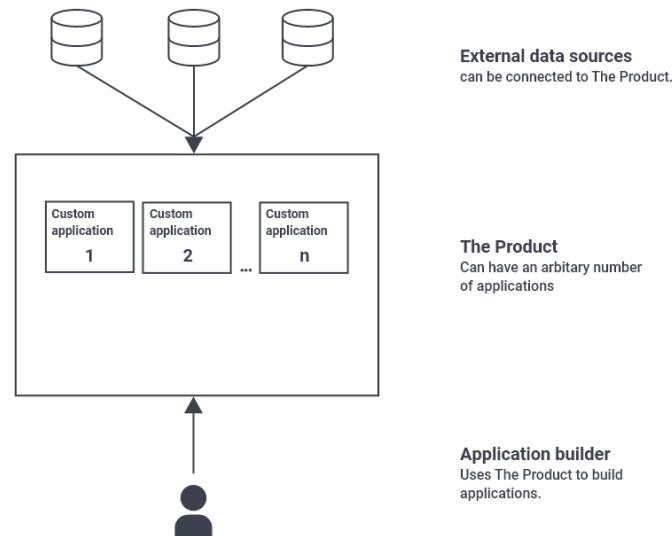 External data sources
can be connected to The Product.
Custom
application
1
Custom
application
2
...
Custom
application
n
The Product
Can have an arbitary number
of applications
Application builder
Uses The Product to build
applications.